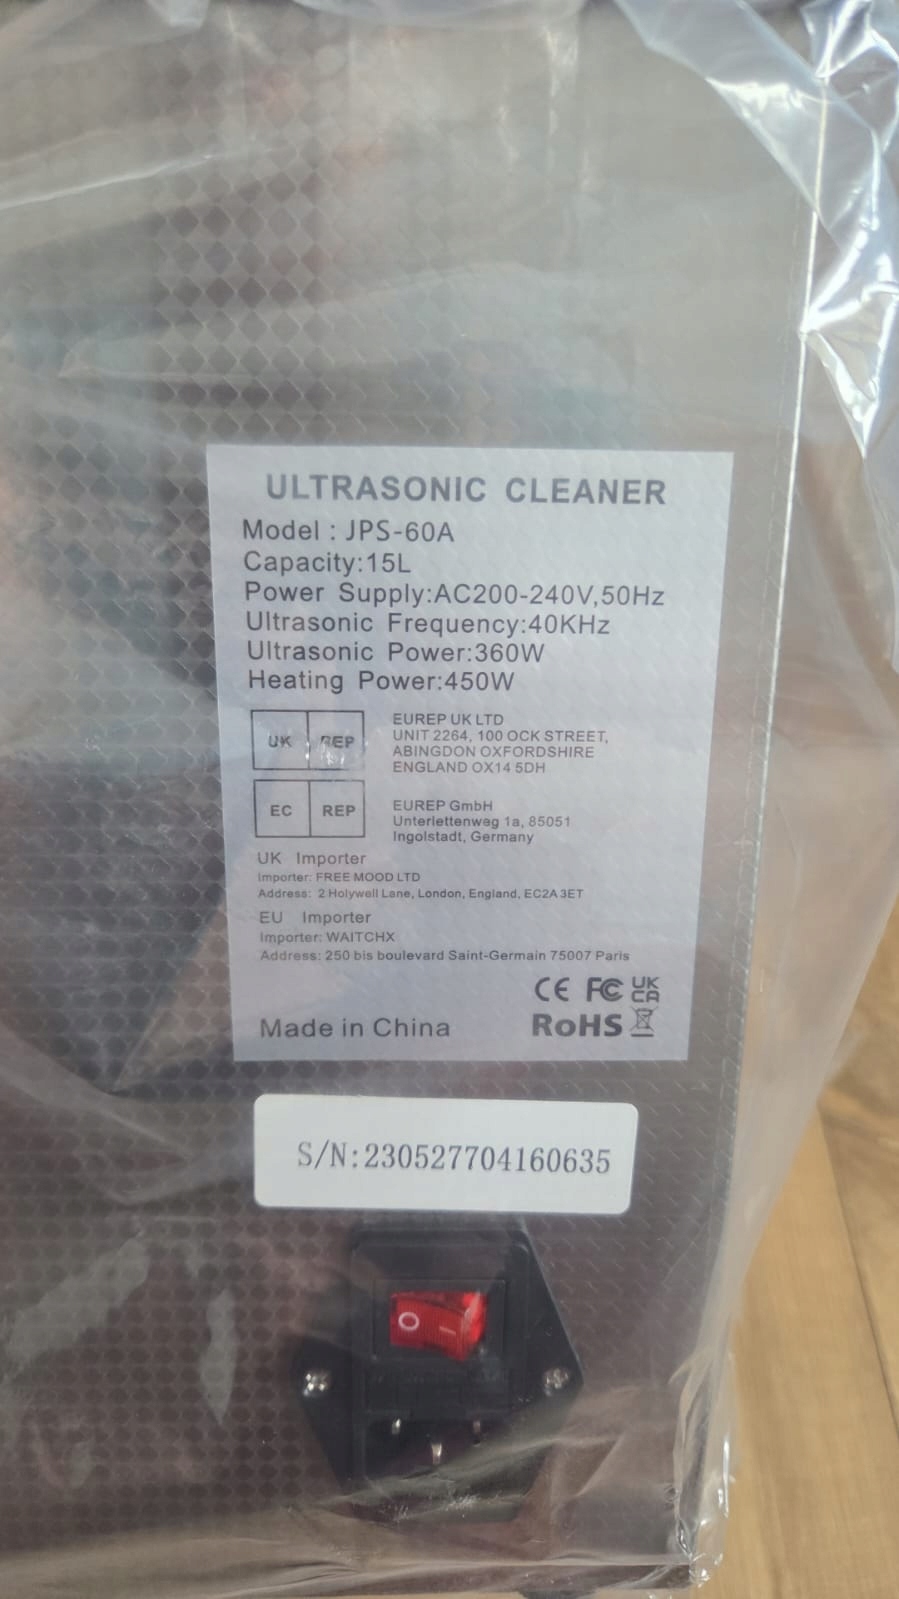 ULTRASONIC CLEANER
Model : JPS-60A
Capacity:15L
Power Supply:AC200-240V,50Hz
Ultrasonic Frequency:40KHz
Ultrasonic Power:360W
Heating Power:450W
UK REP
EUREP UK LTD
UNIT 2264, 100 OCK STREET,
ABINGDON OXFORDSHIRE
ENGLAND OX14 5DH
EC REP
EUREP GmbH
Unterlettenweg 1a, 85051
Ingolstadt, Germany
UK Importer
Importer: FREE MOOD LTD
Address: 2 Holywell Lane, London, England, EC2A 3ET
EU Importer
Importer: WAITCHX
Address: 250 bis boulevard Saint-Germain 75007 Paris
CE FC UK
CA
Made in China
RoHS
S/N:230527704160635
O I